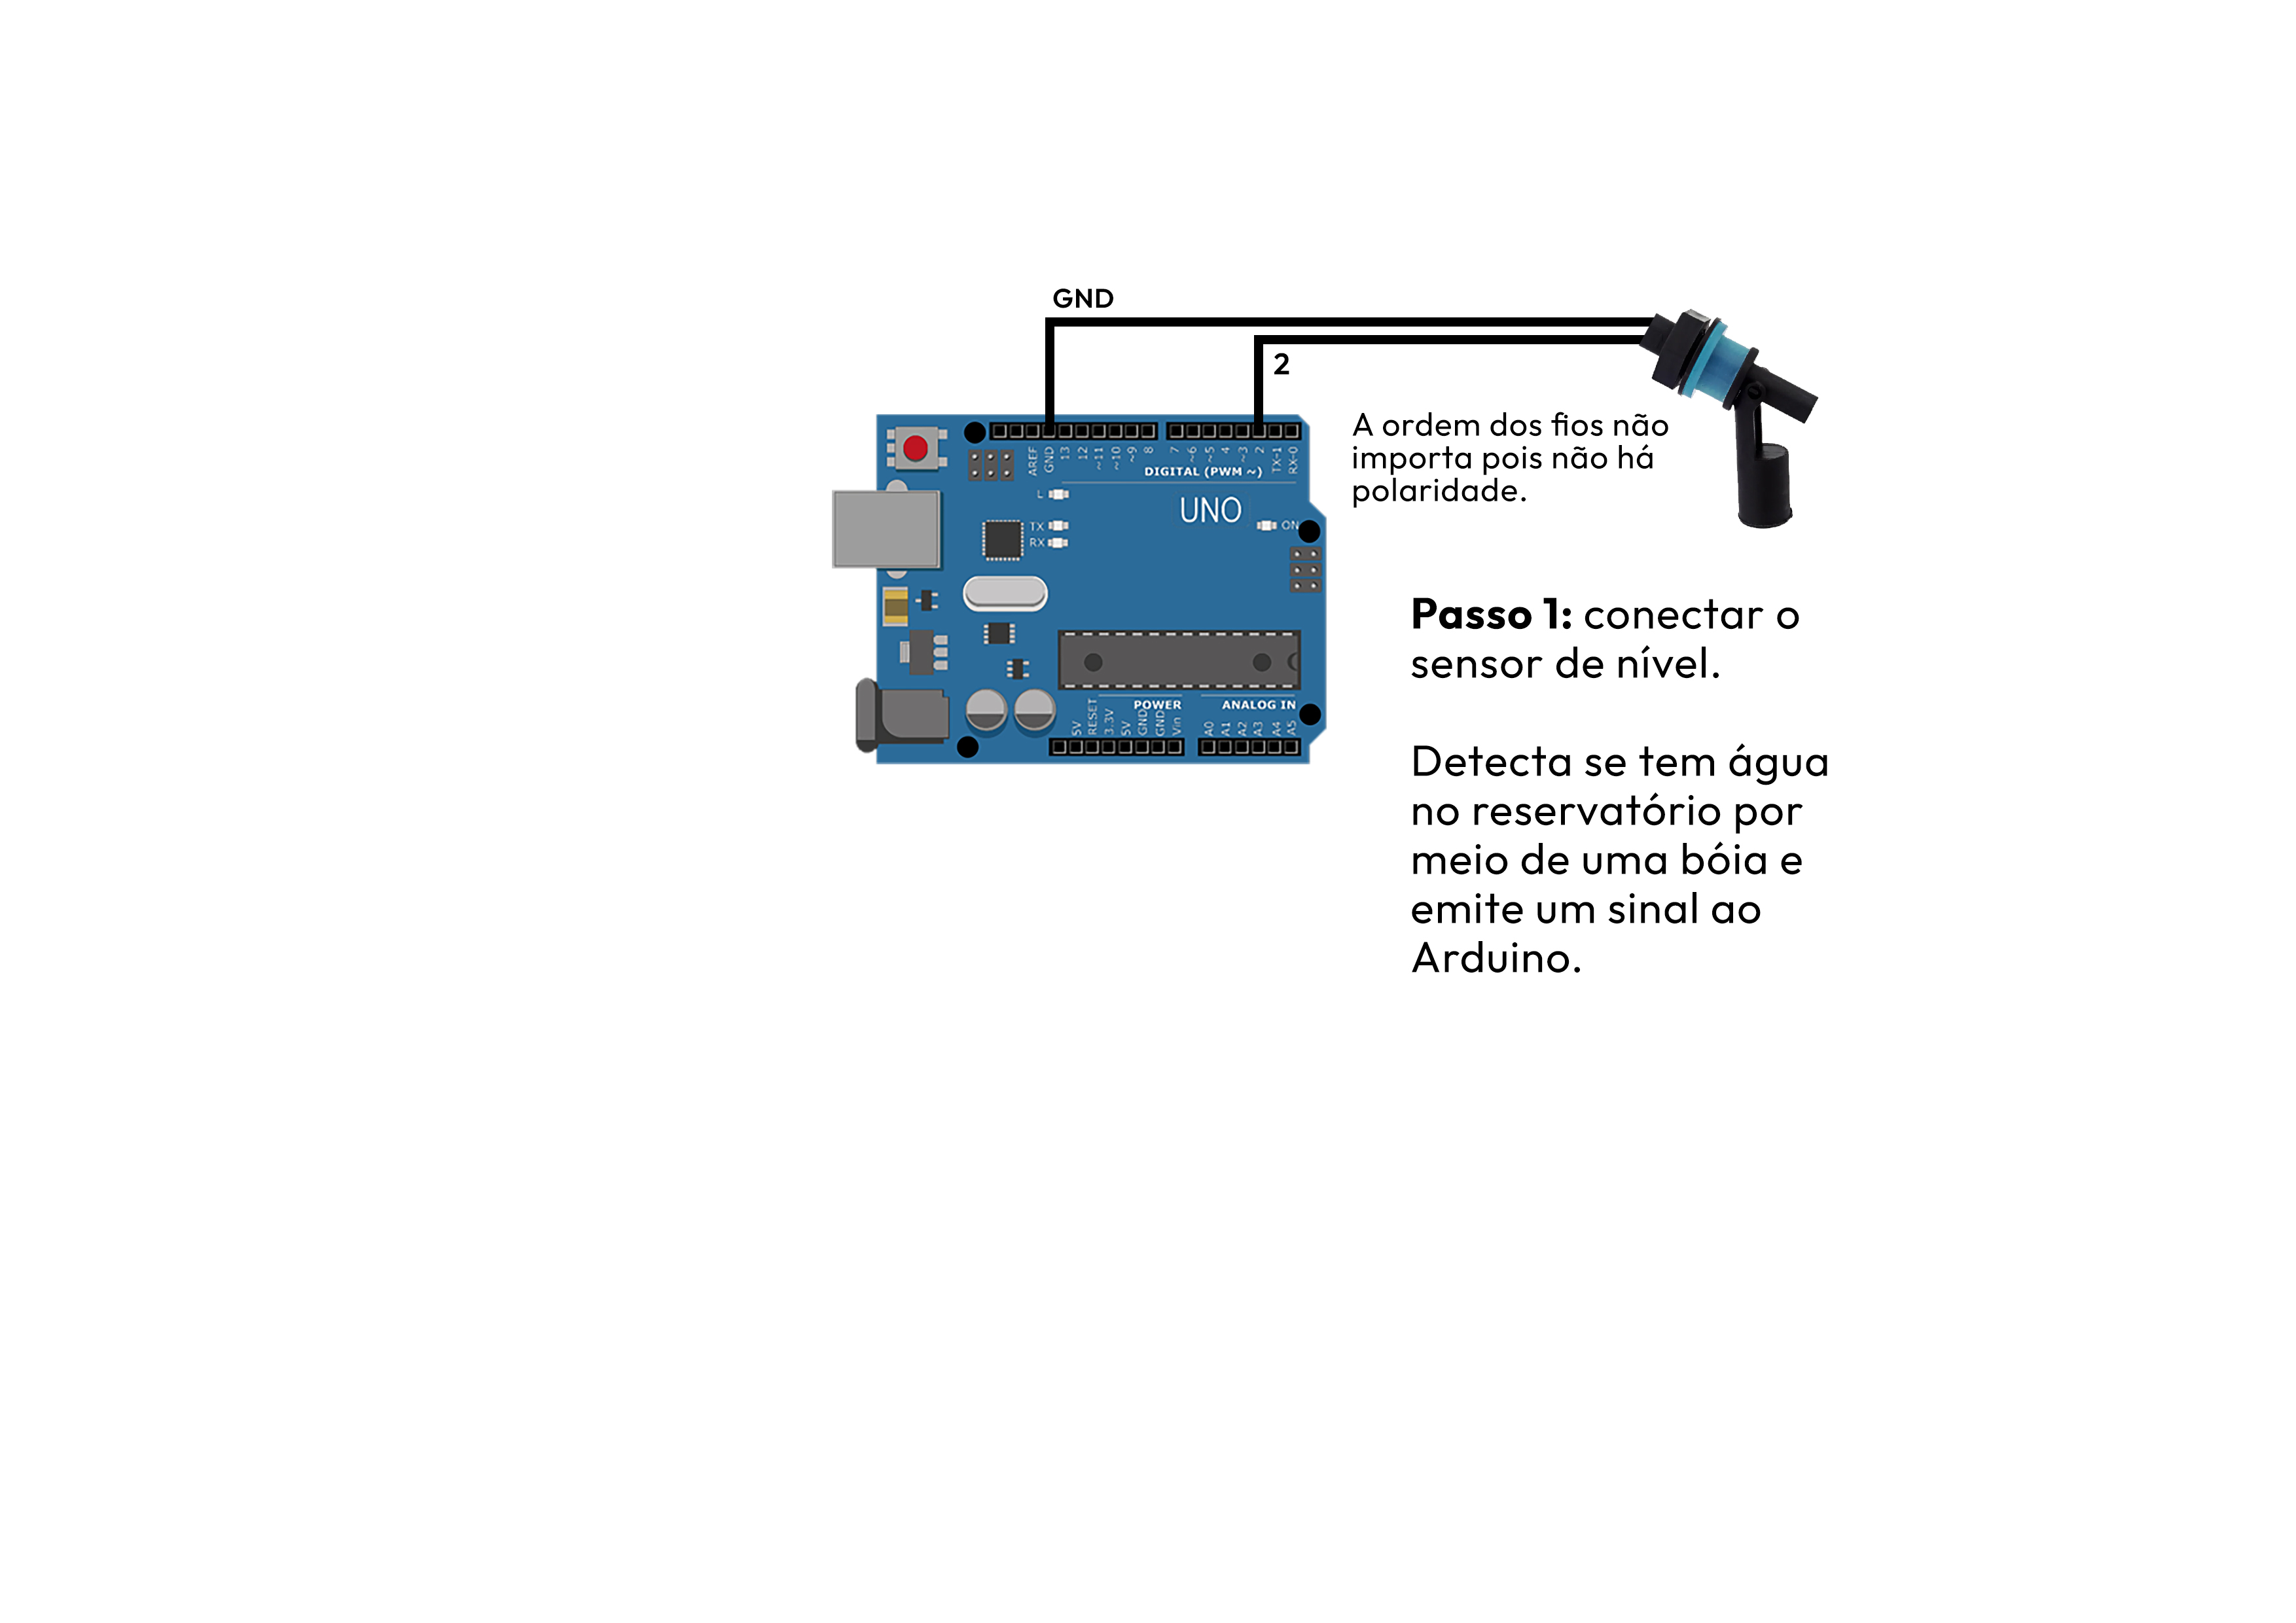 GND
2
A ordem dos fios não
importa pois não há
polaridade.
AREF
GND
13
12
~11
~10
~9
8
7
~6
~5
4
~3
2
TX-1
RX-0
DIGITAL (PWM ~)
L
UNO
TX
RX
ON
Passo 1: conectar o
sensor de nível.
POWER
ANALOG IN
5V
RESET
3.3V
5V
GND
GND
Vin
A0
A1
A2
A3
A4
A5
Detecta se tem água
no reservatório por
meio de uma bóia e
emite um sinal ao
Arduino.